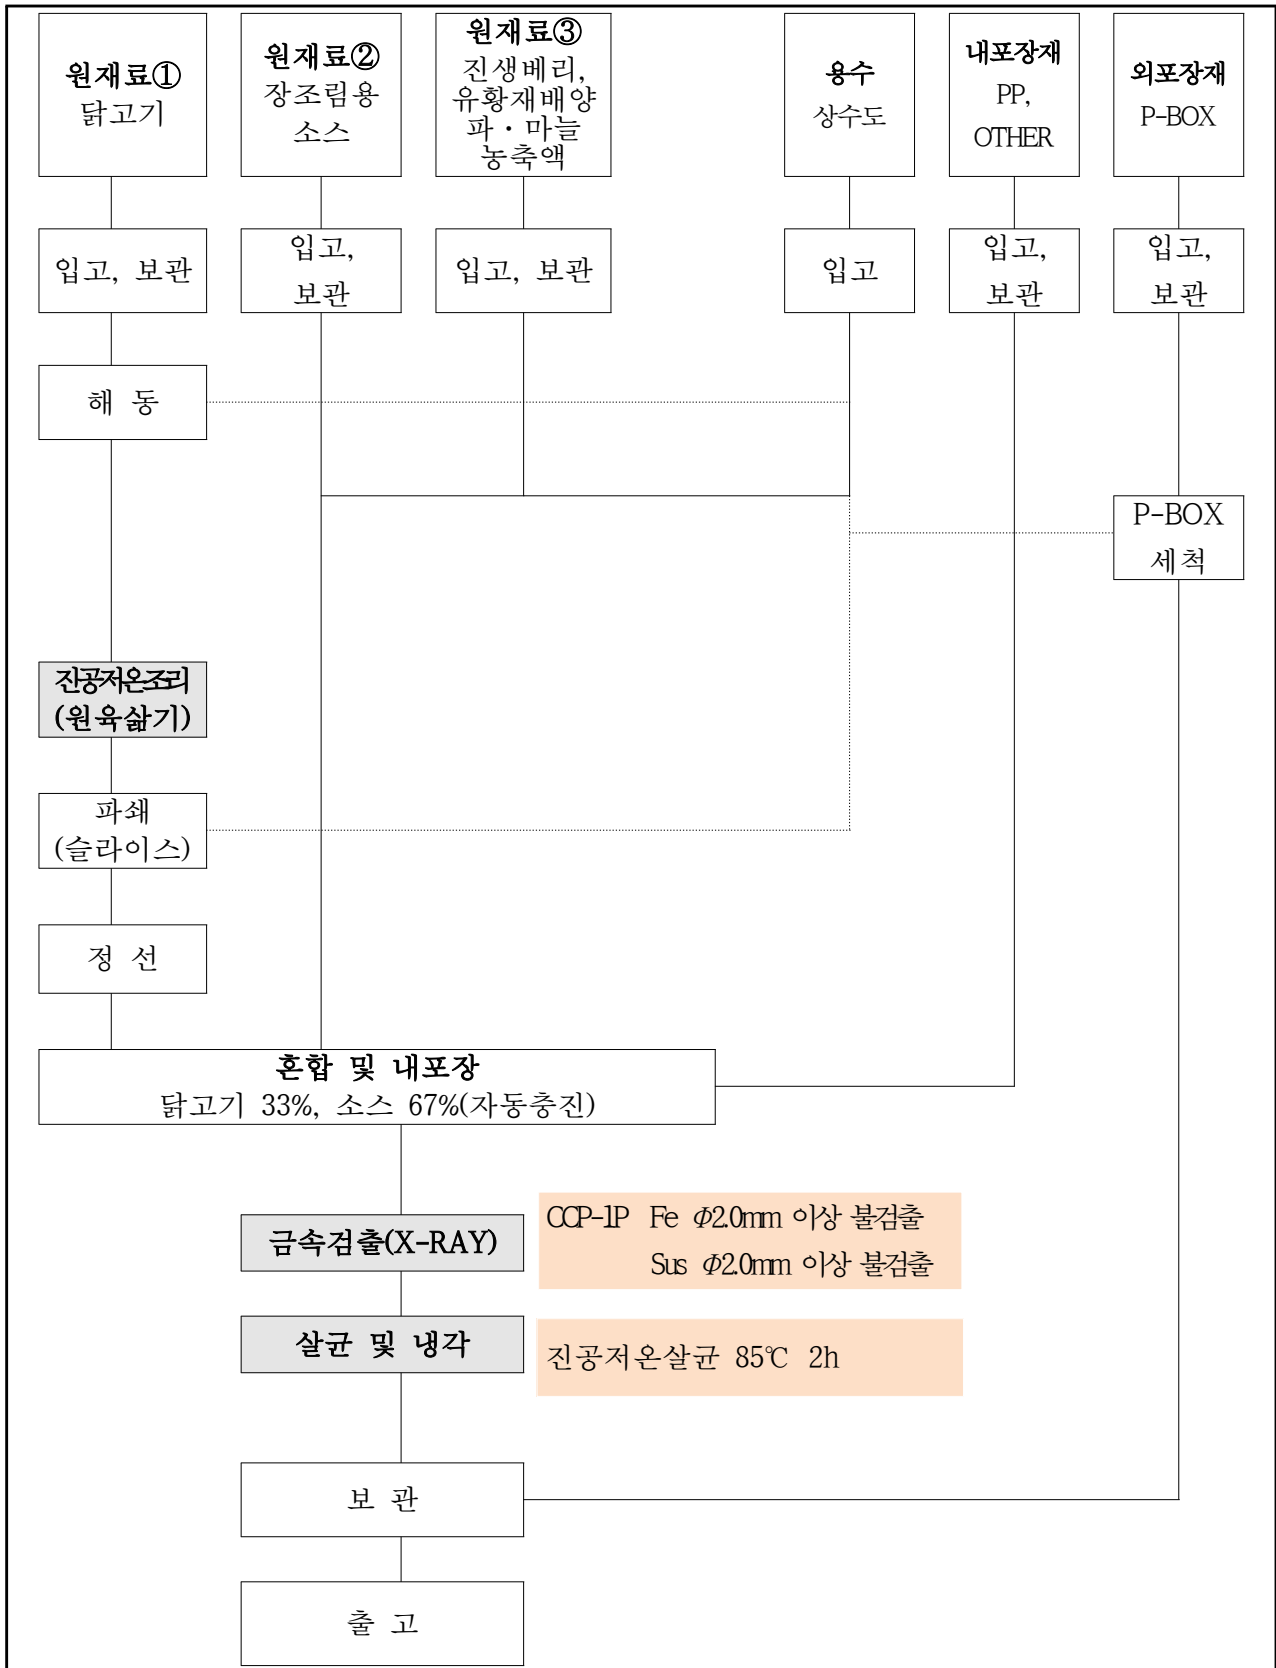 원재료①
닭고기
원재료②
장조림용
소스
원재료③
진생베리,
유황재배양
파・마늘
농축액
용수
상수도
내포장재
PP,
OTHER
외포장재
P-BOX
입고, 보관
입고,
보관
입고, 보관
입고
입고,
보관
입고,
보관
해 동
P-BOX
세척
진공저온조리
(원육삶기)
파쇄
(슬라이스)
정 선
혼합 및 내포장
닭고기 33%, 소스 67%(자동충진)
금속검출(X-RAY)
CCP-1P Fe Φ2.0mm 이상 불검출
Sus Φ2.0mm 이상 불검출
살균 및 냉각
진공저온살균 85℃ 2h
보 관
출 고